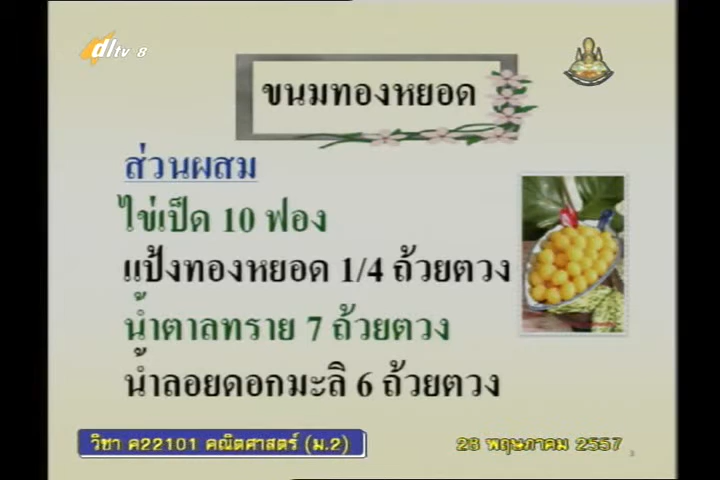 dltv 8
ขนมทองหยอด
ส่วนผสม
ไข่เป็ด 10 ฟอง
แป้งทองหยอด 1/4 ถ้วยตวง
น้ำตาลทราย 7 ถ้วยตวง
น้ำลอยดอกมะลิ 6 ถ้วยตวง
วิชา ค22101 คณิตศาสตร์ (ม.2)
28 พฤษภาคม 2557
3